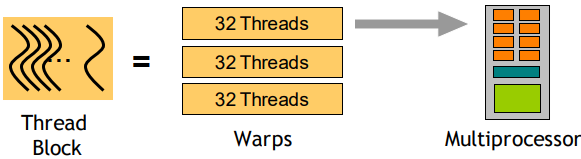 32 Threads
32 Threads
32 Threads
...
=
Thread
Block
Warps
Multiprocessor